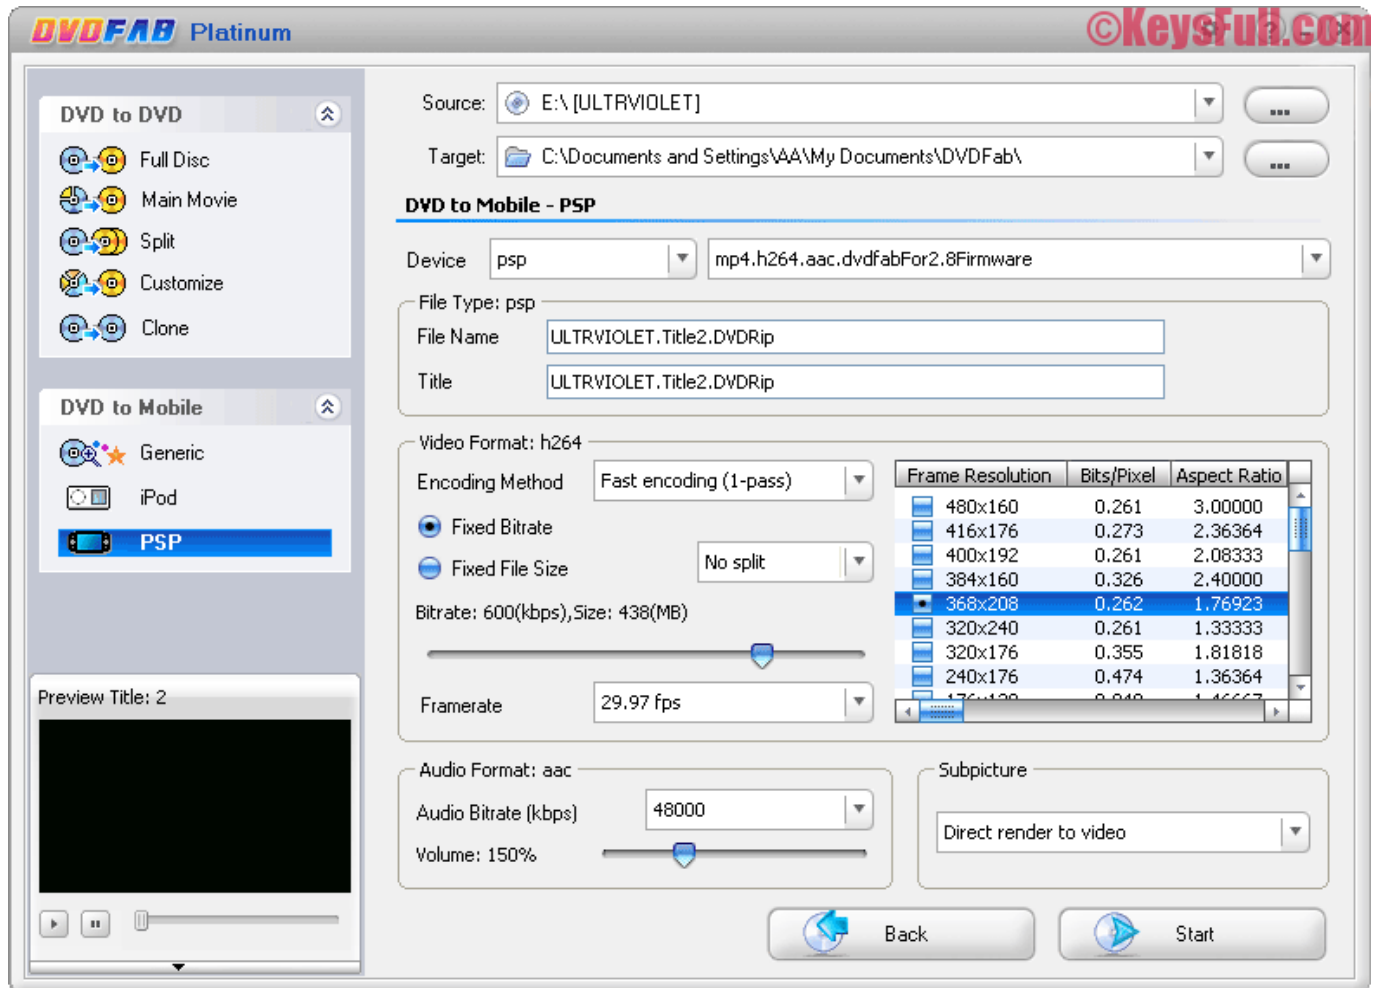 DVDFAB Platinum
©KeysFull.com
DVD to DVD
Full Disc
Main Movie
Split
Customize
Clone
DVD to Mobile
Generic
iPod
PSP
Preview Title: 2
Source: E:\ [ULTRVIOLET] ...
Target: C:\Documents and Settings\AA\My Documents\DVDFab\ ...
DVD to Mobile - PSP
Device psp mp4.h264.aac.dvdfabFor2.8Firmware
File Type: psp
File Name ULTRVIOLET.Title2.DVDRip
Title ULTRVIOLET.Title2.DVDRip
Video Format: h264
Encoding Method Fast encoding (1-pass)
Fixed Bitrate
Fixed File Size No split
Bitrate: 600(kbps),Size: 438(MB)
Framerate 29.97 fps
Frame Resolution Bits/Pixel Aspect Ratio
480x160 0.261 3.00000
416x176 0.273 2.36364
400x192 0.261 2.08333
384x160 0.326 2.40000
368x208 0.262 1.76923
320x240 0.261 1.33333
320x176 0.355 1.81818
240x176 0.474 1.36364
Audio Format: aac
Audio Bitrate (kbps) 48000
Volume: 150%
Subpicture
Direct render to video
Back
Start